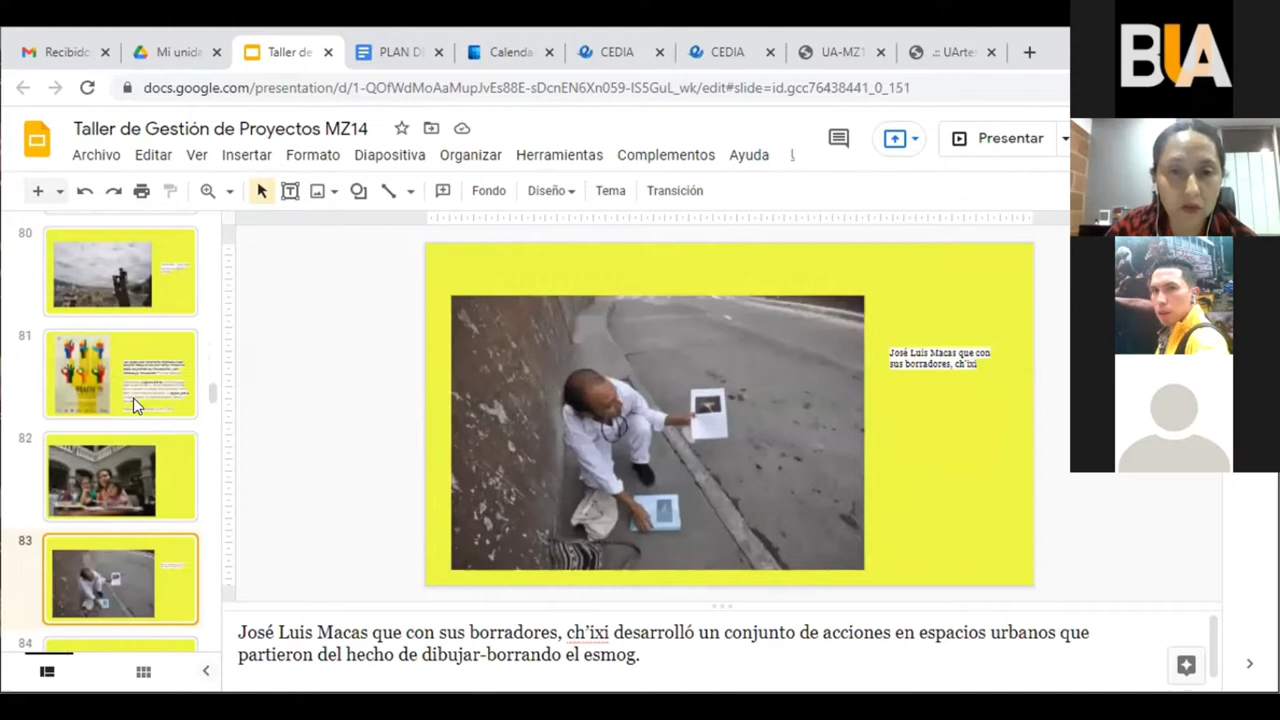 Recibido
Mi unida
Taller de
PLAN D
Calenda
CEDIA
CEDIA
UA-MZ1
.:: UArte
docs.google.com/presentation/d/1-QOfWdMoAaMupJvEs88E-sDcnEN6Xn059-IS5GuL_wk/edit#slide=id.gcc76438441_0_151
BUA
Taller de Gestión de Proyectos MZ14
Presentar
Archivo Editar Ver Insertar Formato Diapositiva Organizar Herramientas Complementos Ayuda
Fondo Diseño Tema Transición
80
81
82
83
84
José Luis Macas que con
sus borradores, ch'ixi
José Luis Macas que con sus borradores, ch'ixi desarrolló un conjunto de acciones en espacios urbanos que
partieron del hecho de dibujar-borrando el esmog.